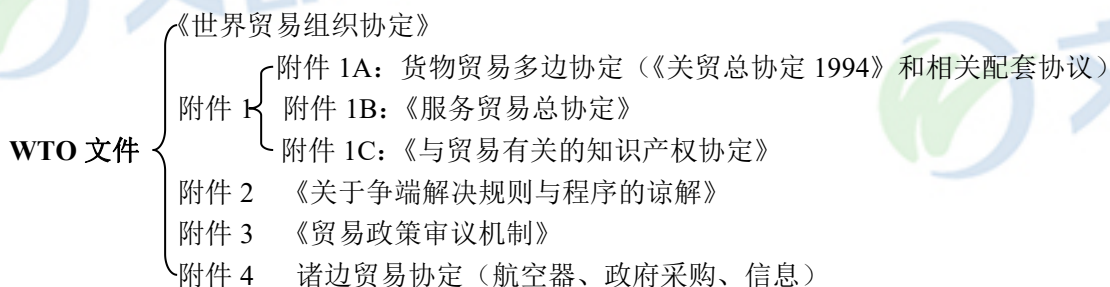 《世界贸易组织协定》
附件 1A：货物贸易多边协定（《关贸总协定 1994》和相关配套协议）
附件 1 附件 1B：《服务贸易总协定》
WTO 文件 附件 1C：《与贸易有关的知识产权协定》
附件 2 《关于争端解决规则与程序的谅解》
附件 3 《贸易政策审议机制》
附件 4 诸边贸易协定（航空器、政府采购、信息）